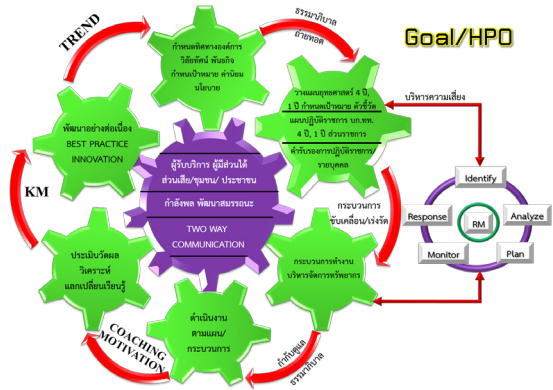 Goal/HPO
TREND
ธรรมาภิบาล
ถ่ายทอด
กำหนดทิศทางองค์การ
วิสัยทัศน์ พันธกิจ
กำหนเป้าหมาย ค่านิยม
นโยบาย
วางแผนยุทธศาสตร์ 4 ปี,
1 ปี กำหนดเป้าหมาย ตัวชี้วัด
แผนปฏิบัติราชการ บก.ทท.
4 ปี, 1 ปี ส่วนราชการ
คำรับรองการปฏิบัติราชการ/
รายบุคคล
บริหารความเสี่ยง
พัฒนาอย่างต่อเนื่อง
BEST PRACTICE
INNOVATION
ผู้รับบริการ ผู้มีส่วนได้
ส่วนเสีย/ชุมชน/ ประชาชน
กำลังพล พัฒนาสมรรถนะ
TWO WAY
COMMUNICATION
KM
กระบวนการ
ขับเคลื่อน/เร่งรัด
Identify
Response
Analyze
RM
Monitor
Plan
ประเมินวัดผล
วิเคราะห์
แลกเปลี่ยนเรียนรู้
กระบวนการทำงาน
บริหารจัดการทรัพยากร
ดำเนินงาน
ตามแผน/
กระบวนการ
COACHING
MOTIVATION
กำกับดูแล
ธรรมาภิบาล